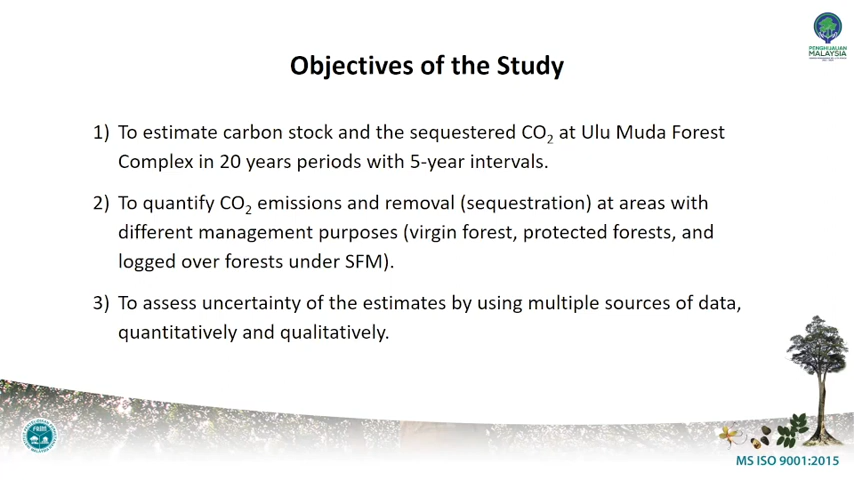 PENGHIJAUAN
MALAYSIA
Objectives of the Study
1) To estimate carbon stock and the sequestered CO₂ at Ulu Muda Forest
Complex in 20 years periods with 5-year intervals.
2) To quantify CO₂ emissions and removal (sequestration) at areas with
different management purposes (virgin forest, protected forests, and
logged over forests under SFM).
3) To assess uncertainty of the estimates by using multiple sources of data,
quantitatively and qualitatively.
FRIM
MS ISO 9001:2015